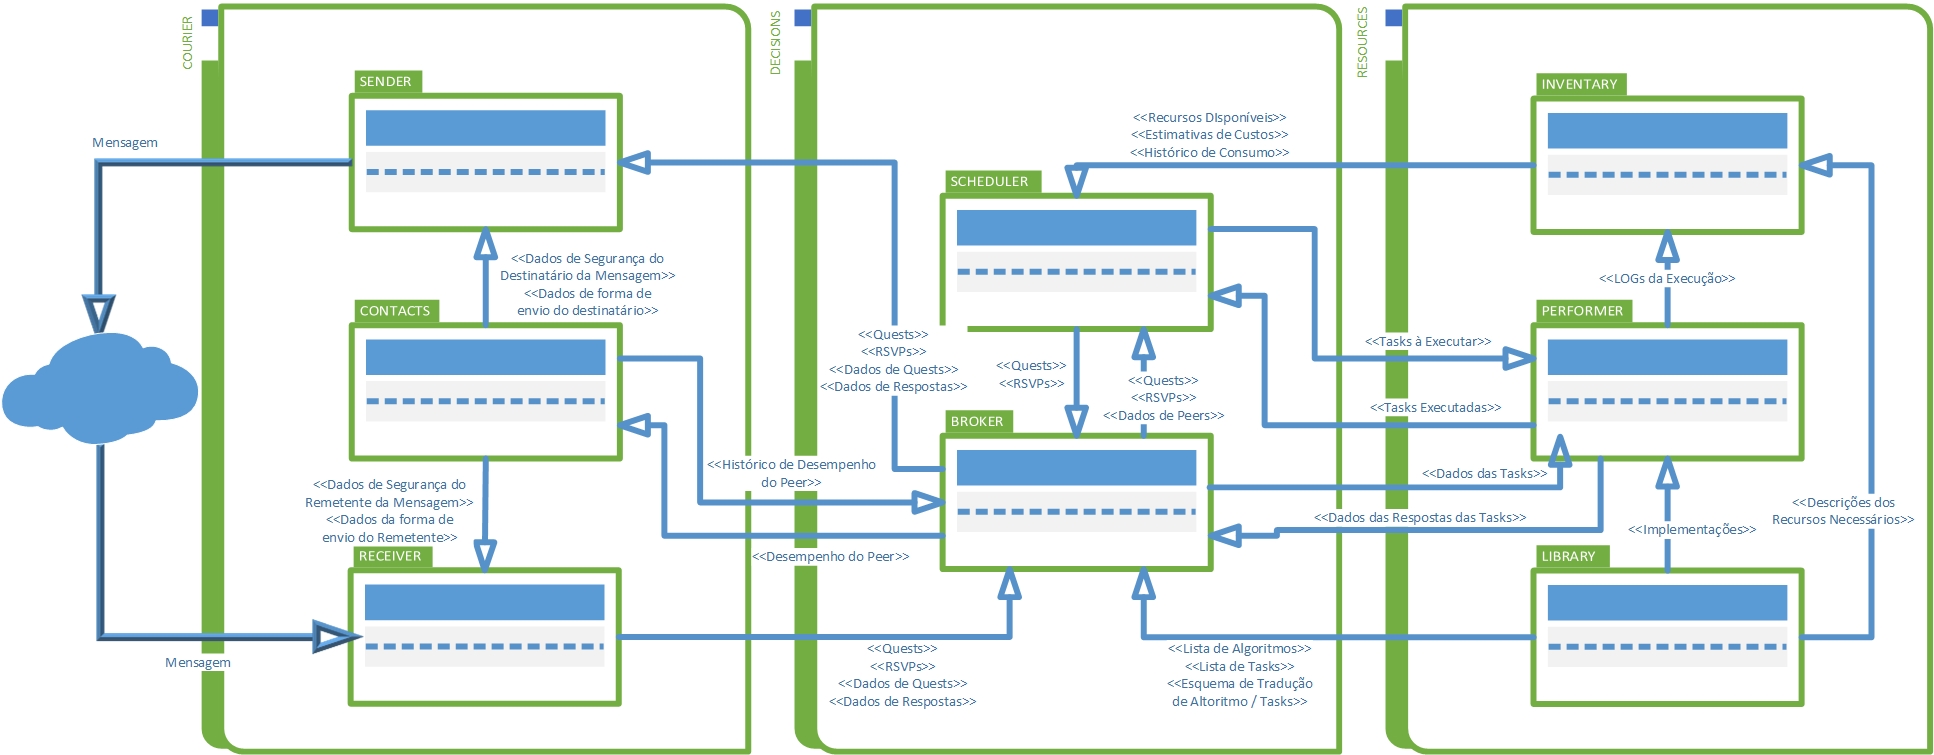 COURIER
SENDER
Mensagem
<<Dados de Segurança do
Destinatário da Mensagem>>
<<Dados de forma de
envio do destinatário>>
CONTACTS
<<Dados de Segurança do
Remetente da Mensagem>>
<<Dados da forma de
envio do Remetente>>
RECEIVER
Mensagem
<<Histórico de Desempenho
do Peer>>
<<Desempenho do Peer>>
DECISIONS
<<Quests>>
<<RSVPs>>
<<Dados de Quests>>
<<Dados de Respostas>>
SCHEDULER
<<Recursos DIsponíveis>>
<<Estimativas de Custos>>
<<Histórico de Consumo>>
<<Quests>>
<<RSVPs>>
<<Quests>>
<<RSVPs>>
<<Dados de Peers>>
BROKER
<<Quests>>
<<RSVPs>>
<<Dados de Quests>>
<<Dados de Respostas>>
<<Lista de Algoritmos>>
<<Lista de Tasks>>
<<Esquema de Tradução
de Altoritmo / Tasks>>
RESOURCES
INVENTARY
<<LOGs da Execução>>
PERFORMER
<<Tasks à Executar>>
<<Tasks Executadas>>
<<Dados das Tasks>>
<<Dados das Respostas das Tasks>>
<<Implementações>>
<<Descrições dos
Recursos Necessários>>
LIBRARY